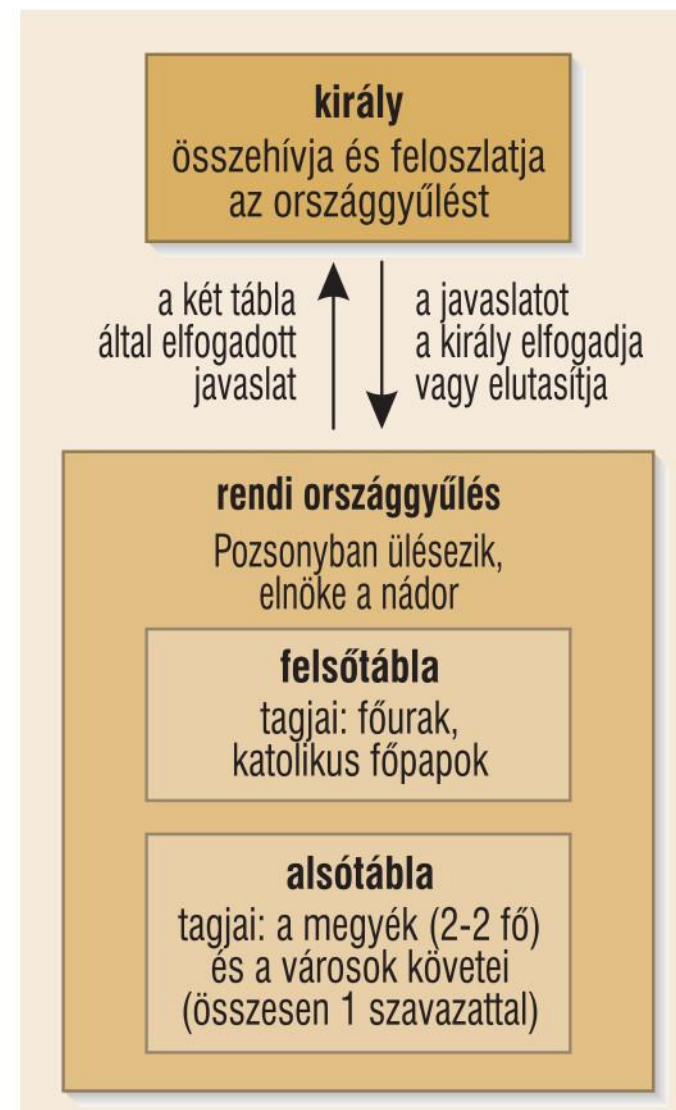 király
összehívja és feloszlatja
az országgyűlést
a két tábla
által elfogadott
javaslat
a javaslatot
a király elfogadja
vagy elutasítja
rendi országgyűlés
Pozsonyban ülésezik,
elnöke a nádor
felsőtábla
tagjai: főurak,
katolikus főpapok
alsótábla
tagjai: a megyék (2-2 fő)
és a városok követei
(összesen 1 szavazattal)